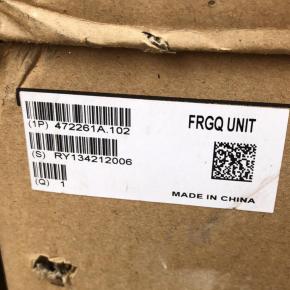 (1P) 472261A.102
FRGQ UNIT
(S) RY134212006
(Q) 1
MADE IN CHINA